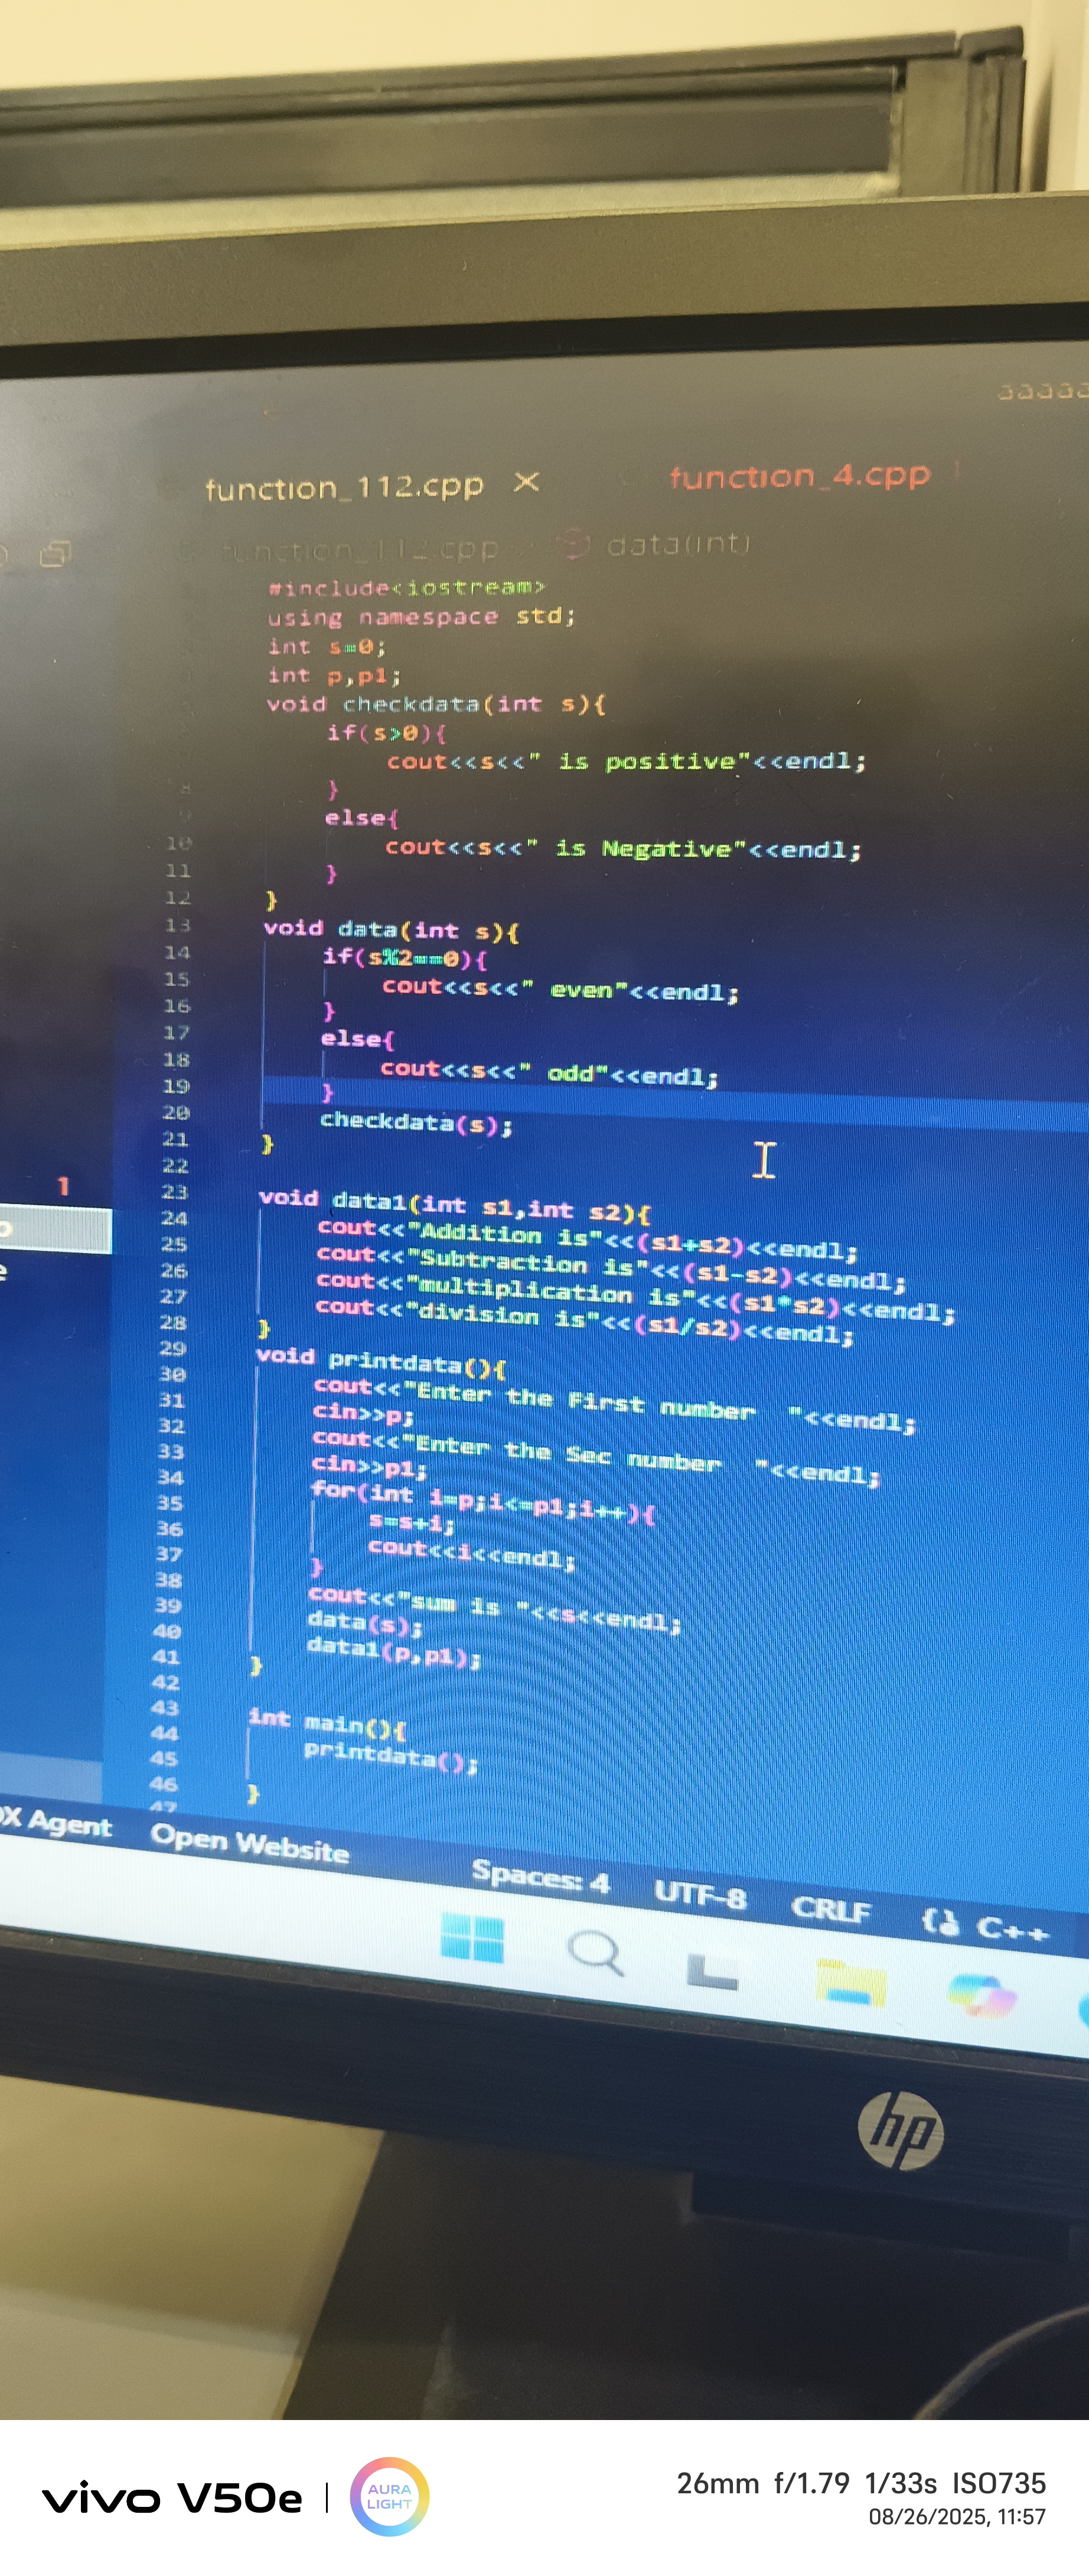 aaaaa
function_112.cpp × function_4.cpp
function_112.cpp data(int)
#include<iostream>
using namespace std;
int s=0;
int p,p1;
void checkdata(int s){
if(s>0){
cout<<s<<" is positive"<<endl;
8 }
9 else{
10 cout<<s<<" is Negative"<<endl;
11 }
12 }
13 void data(int s){
14 if(s%2==0){
15 cout<<s<<" even"<<endl;
16 }
17 else{
18 cout<<s<<" odd"<<endl;
19 }
20 checkdata(s);
21 }
22
23 void data1(int s1,int s2){
24 cout<<"Addition is"<<(s1+s2)<<endl;
25 cout<<"Subtraction is"<<(s1-s2)<<endl;
26 cout<<"multiplication is"<<(s1*s2)<<endl;
27 cout<<"division is"<<(s1/s2)<<endl;
28 }
29 void printdata(){
30 cout<<"Enter the First number  "<<endl;
31 cin>>p;
32 cout<<"Enter the Sec number  "<<endl;
33 cin>>p1;
34 for(int i=p;i<=p1;i++){
35 s=s+i;
36 cout<<i<<endl;
37 }
38 cout<<"sum is "<<s<<endl;
39 data(s);
40 data1(p,p1);
41 }
42
43 int main(){
44 printdata();
45
46 }
47
1
OX Agent Open Website Spaces: 4 UTF-8 CRLF {} C++
hp
vivo V50e | AURA LIGHT
26mm f/1.79 1/33s ISO735
08/26/2025, 11:57